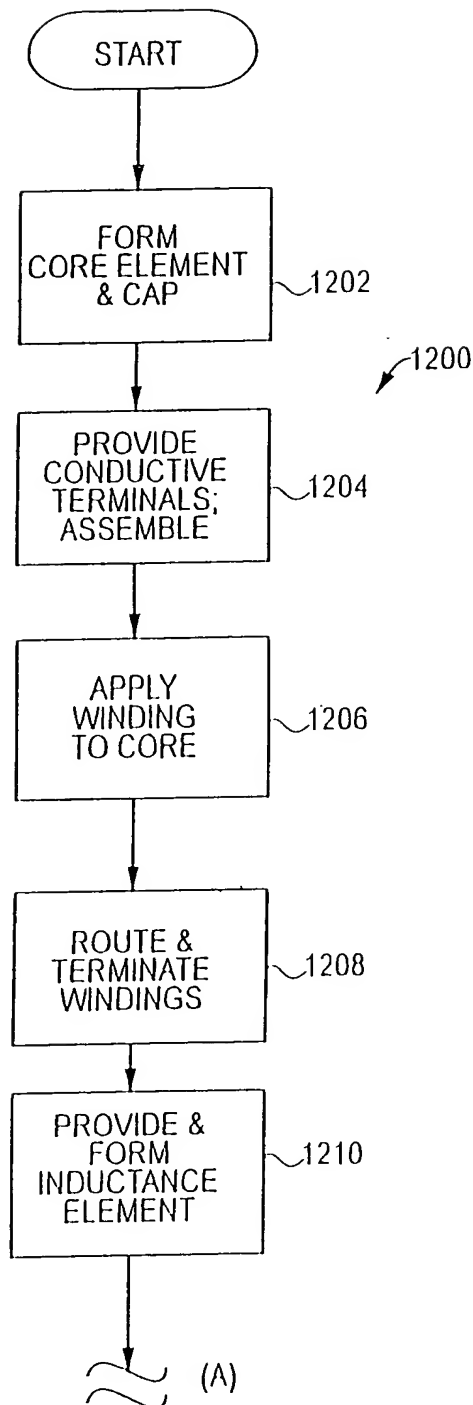 START
FORM
CORE ELEMENT
& CAP
1202
1200
PROVIDE
CONDUCTIVE
TERMINALS;
ASSEMBLE
1204
APPLY
WINDING
TO CORE
1206
ROUTE &
TERMINATE
WINDINGS
1208
PROVIDE &
FORM
INDUCTANCE
ELEMENT
1210
(A)